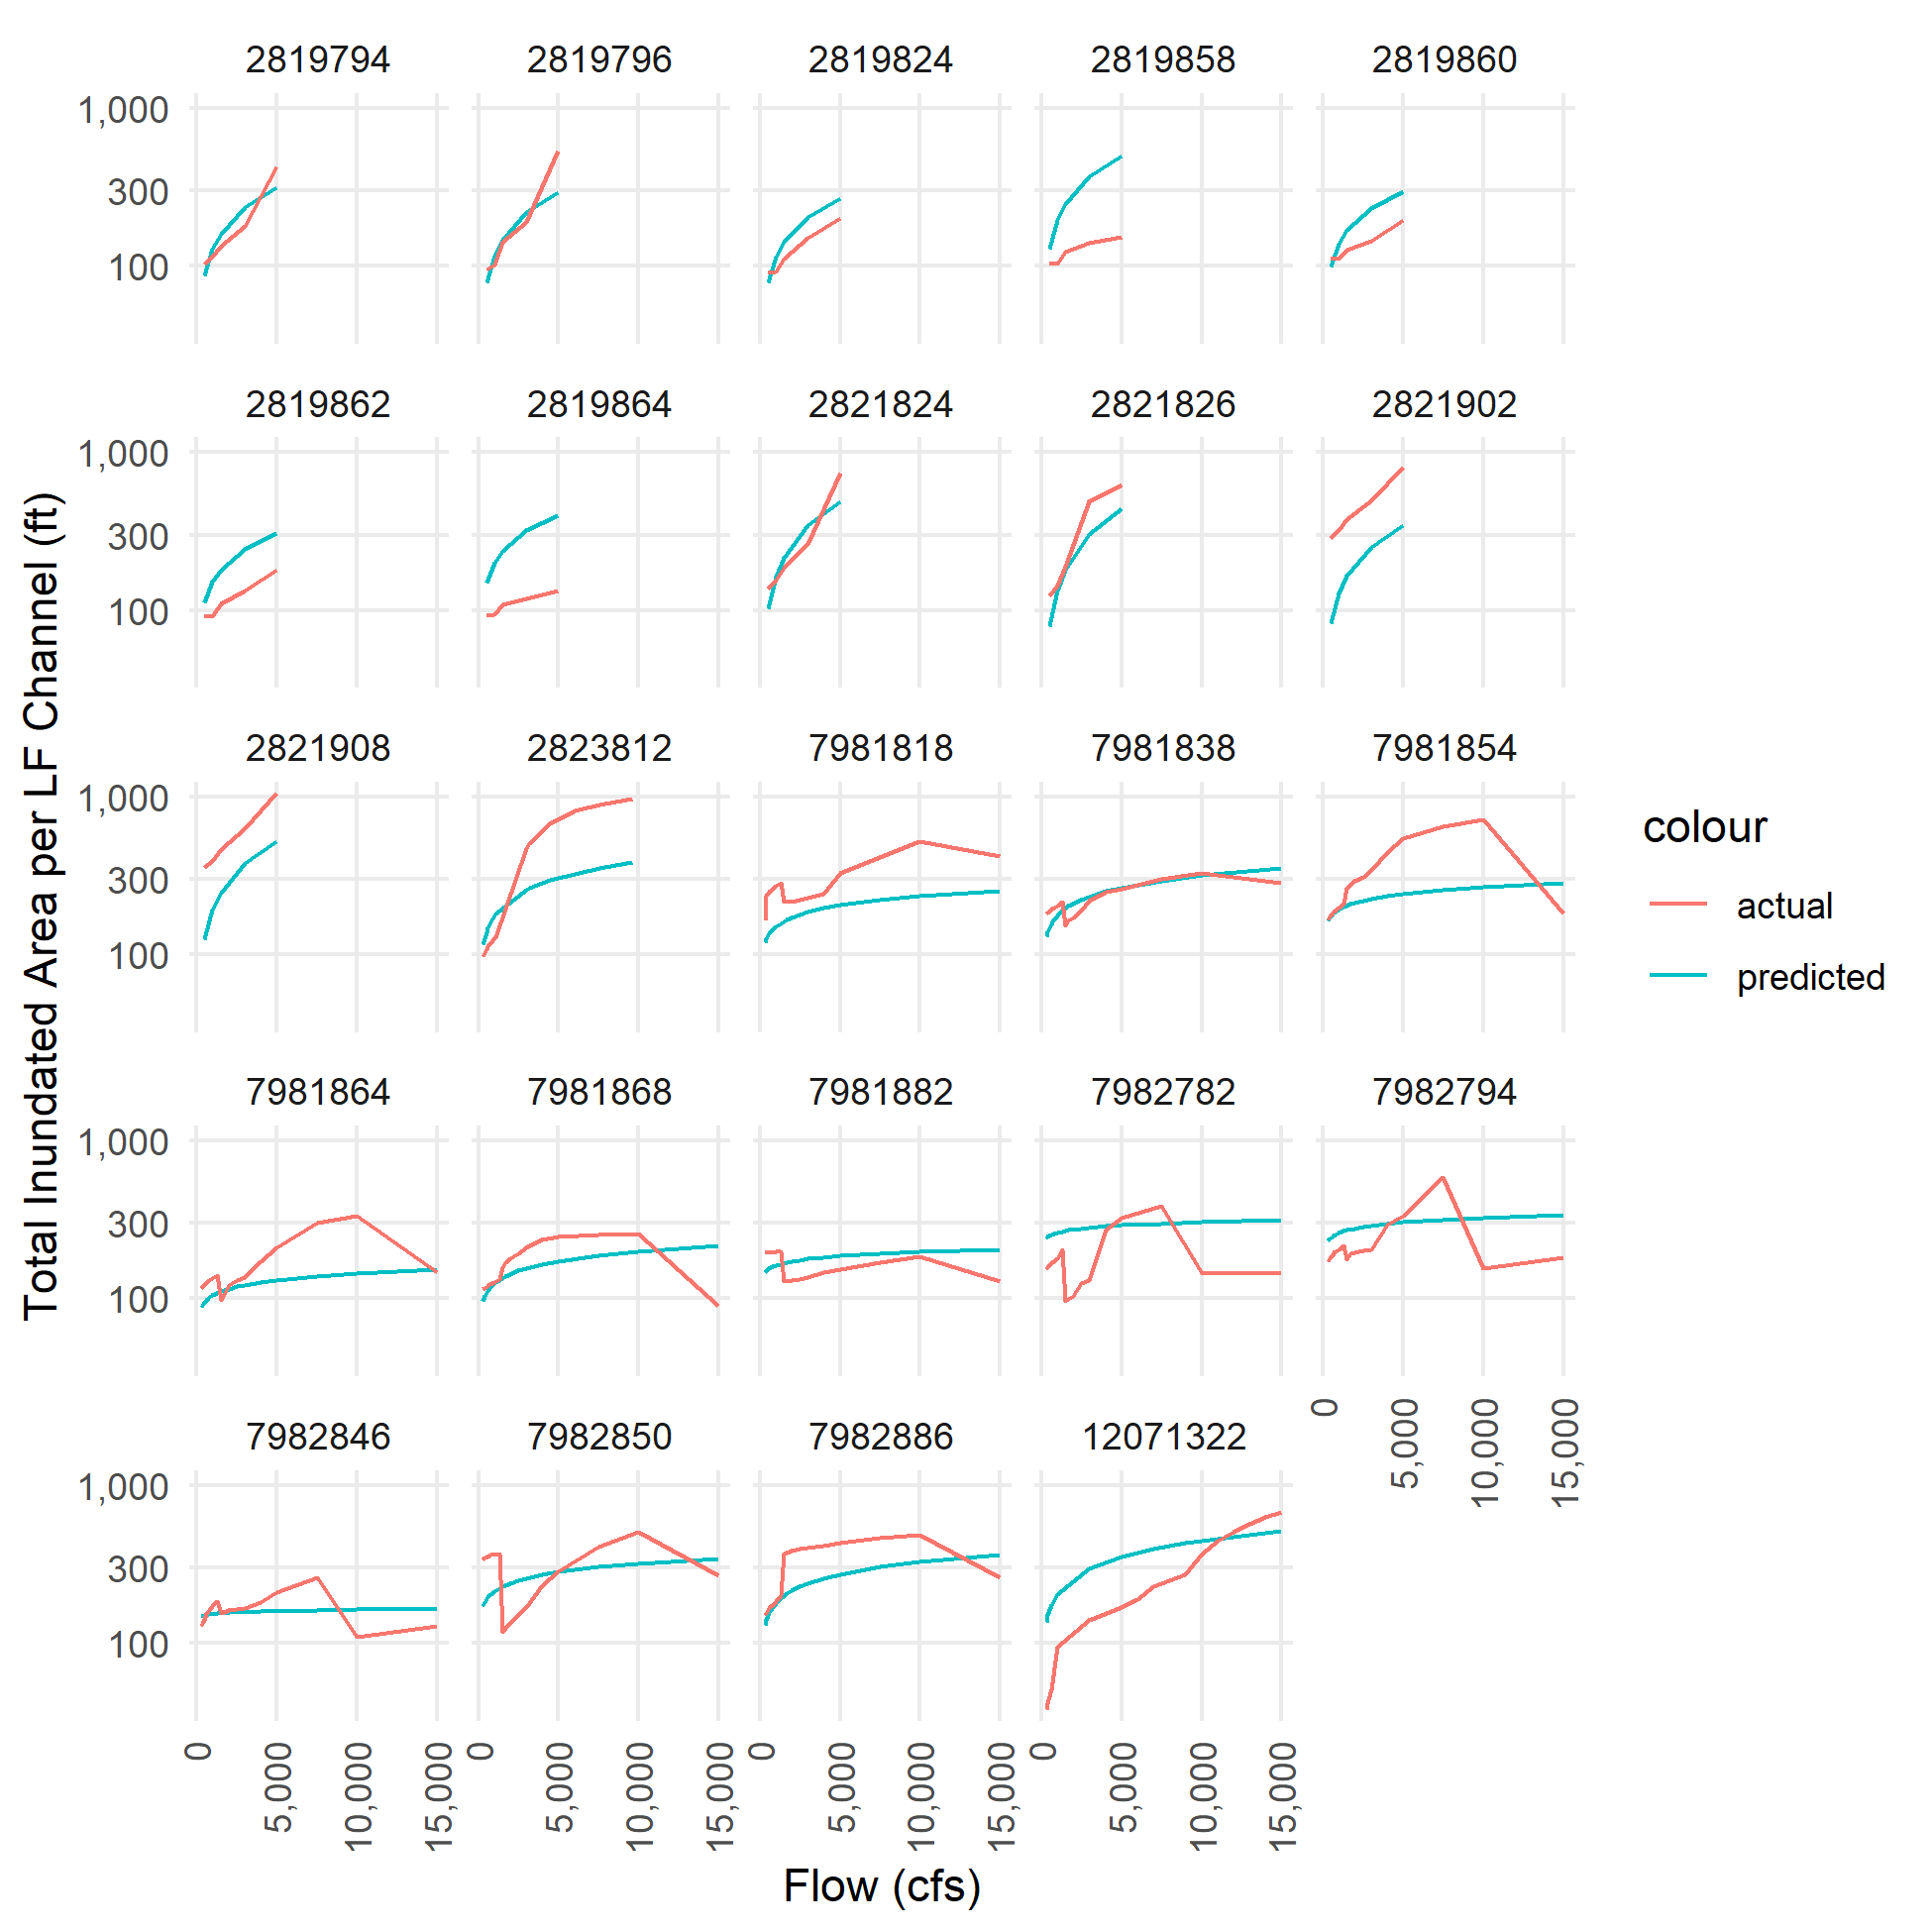 2819794 2819796 2819824 2819858 2819860
1,000
300
100
2819862 2819864 2821824 2821826 2821902
1,000
300
100
2821908 2823812 7981818 7981838 7981854
1,000
300
100
7981864 7981868 7981882 7982782 7982794
1,000
300
100
0 5,000 10,000 15,000
7982846 7982850 7982886 12071322
1,000
300
100
0 5,000 10,000 15,000 0 5,000 10,000 15,000 0 5,000 10,000 15,000 0 5,000 10,000 15,000
Flow (cfs)
Total Inundated Area per LF Channel (ft)
colour
actual
predicted